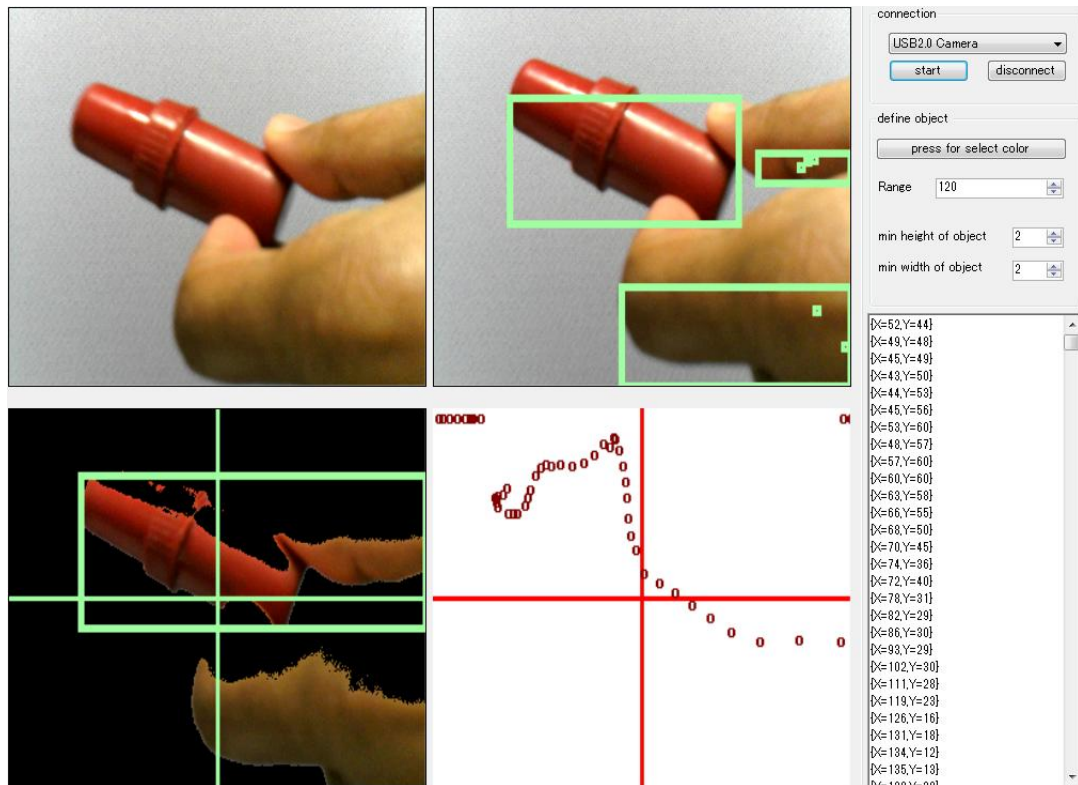 connection
USB2.0 Camera
start
disconnect
define object
press for select color
Range
120
min height of object
2
min width of object
2
{X=52,Y=44}
{X=49,Y=48}
{X=45,Y=49}
{X=43,Y=50}
{X=44,Y=53}
{X=45,Y=56}
{X=53,Y=60}
{X=48,Y=57}
{X=57,Y=60}
{X=60,Y=60}
{X=63,Y=58}
{X=66,Y=55}
{X=68,Y=50}
{X=70,Y=45}
{X=74,Y=36}
{X=72,Y=40}
{X=78,Y=31}
{X=82,Y=29}
{X=86,Y=30}
{X=93,Y=29}
{X=102,Y=30}
{X=111,Y=28}
{X=119,Y=23}
{X=126,Y=16}
{X=131,Y=18}
{X=134,Y=12}
{X=135,Y=13}